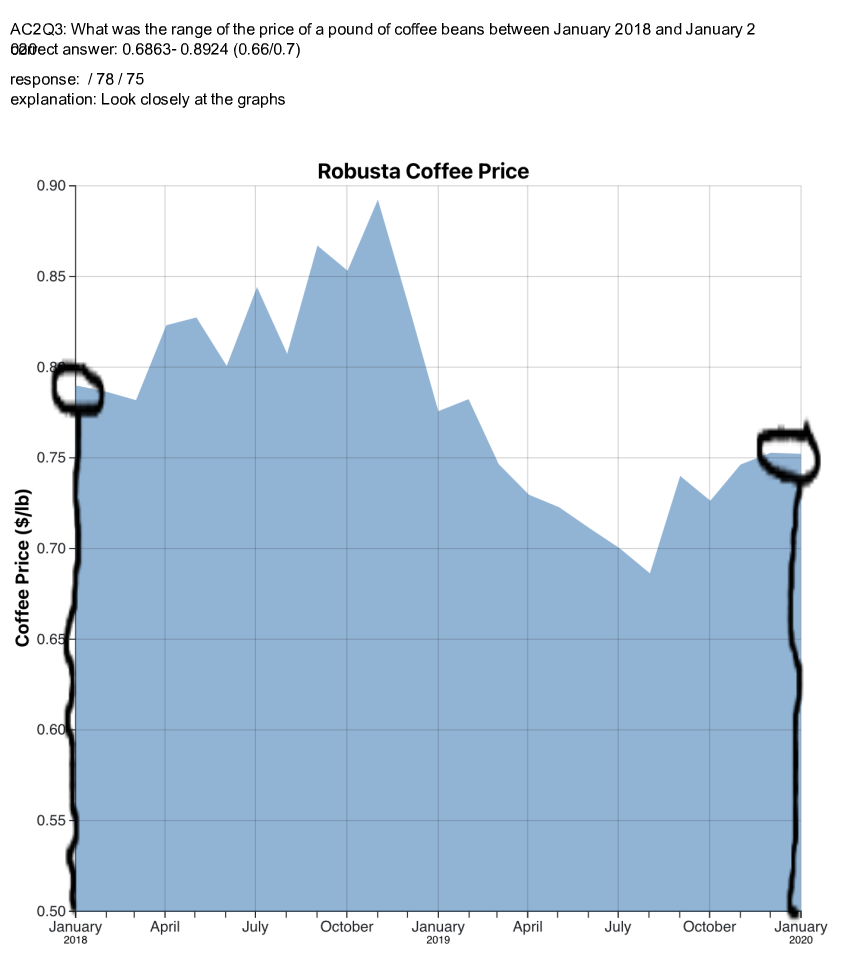 AC2Q3: What was the range of the price of a pound of coffee beans between January 2018 and January 2
020
correct answer: 0.6863- 0.8924 (0.66/0.7)
response:  / 78 / 75
explanation: Look closely at the graphs
Robusta Coffee Price
0.90
0.85
0.80
0.75
0.70
0.65
0.60
0.55
0.50
Coffee Price ($/lb)
January April July October January April July October January
2018 2019 2020